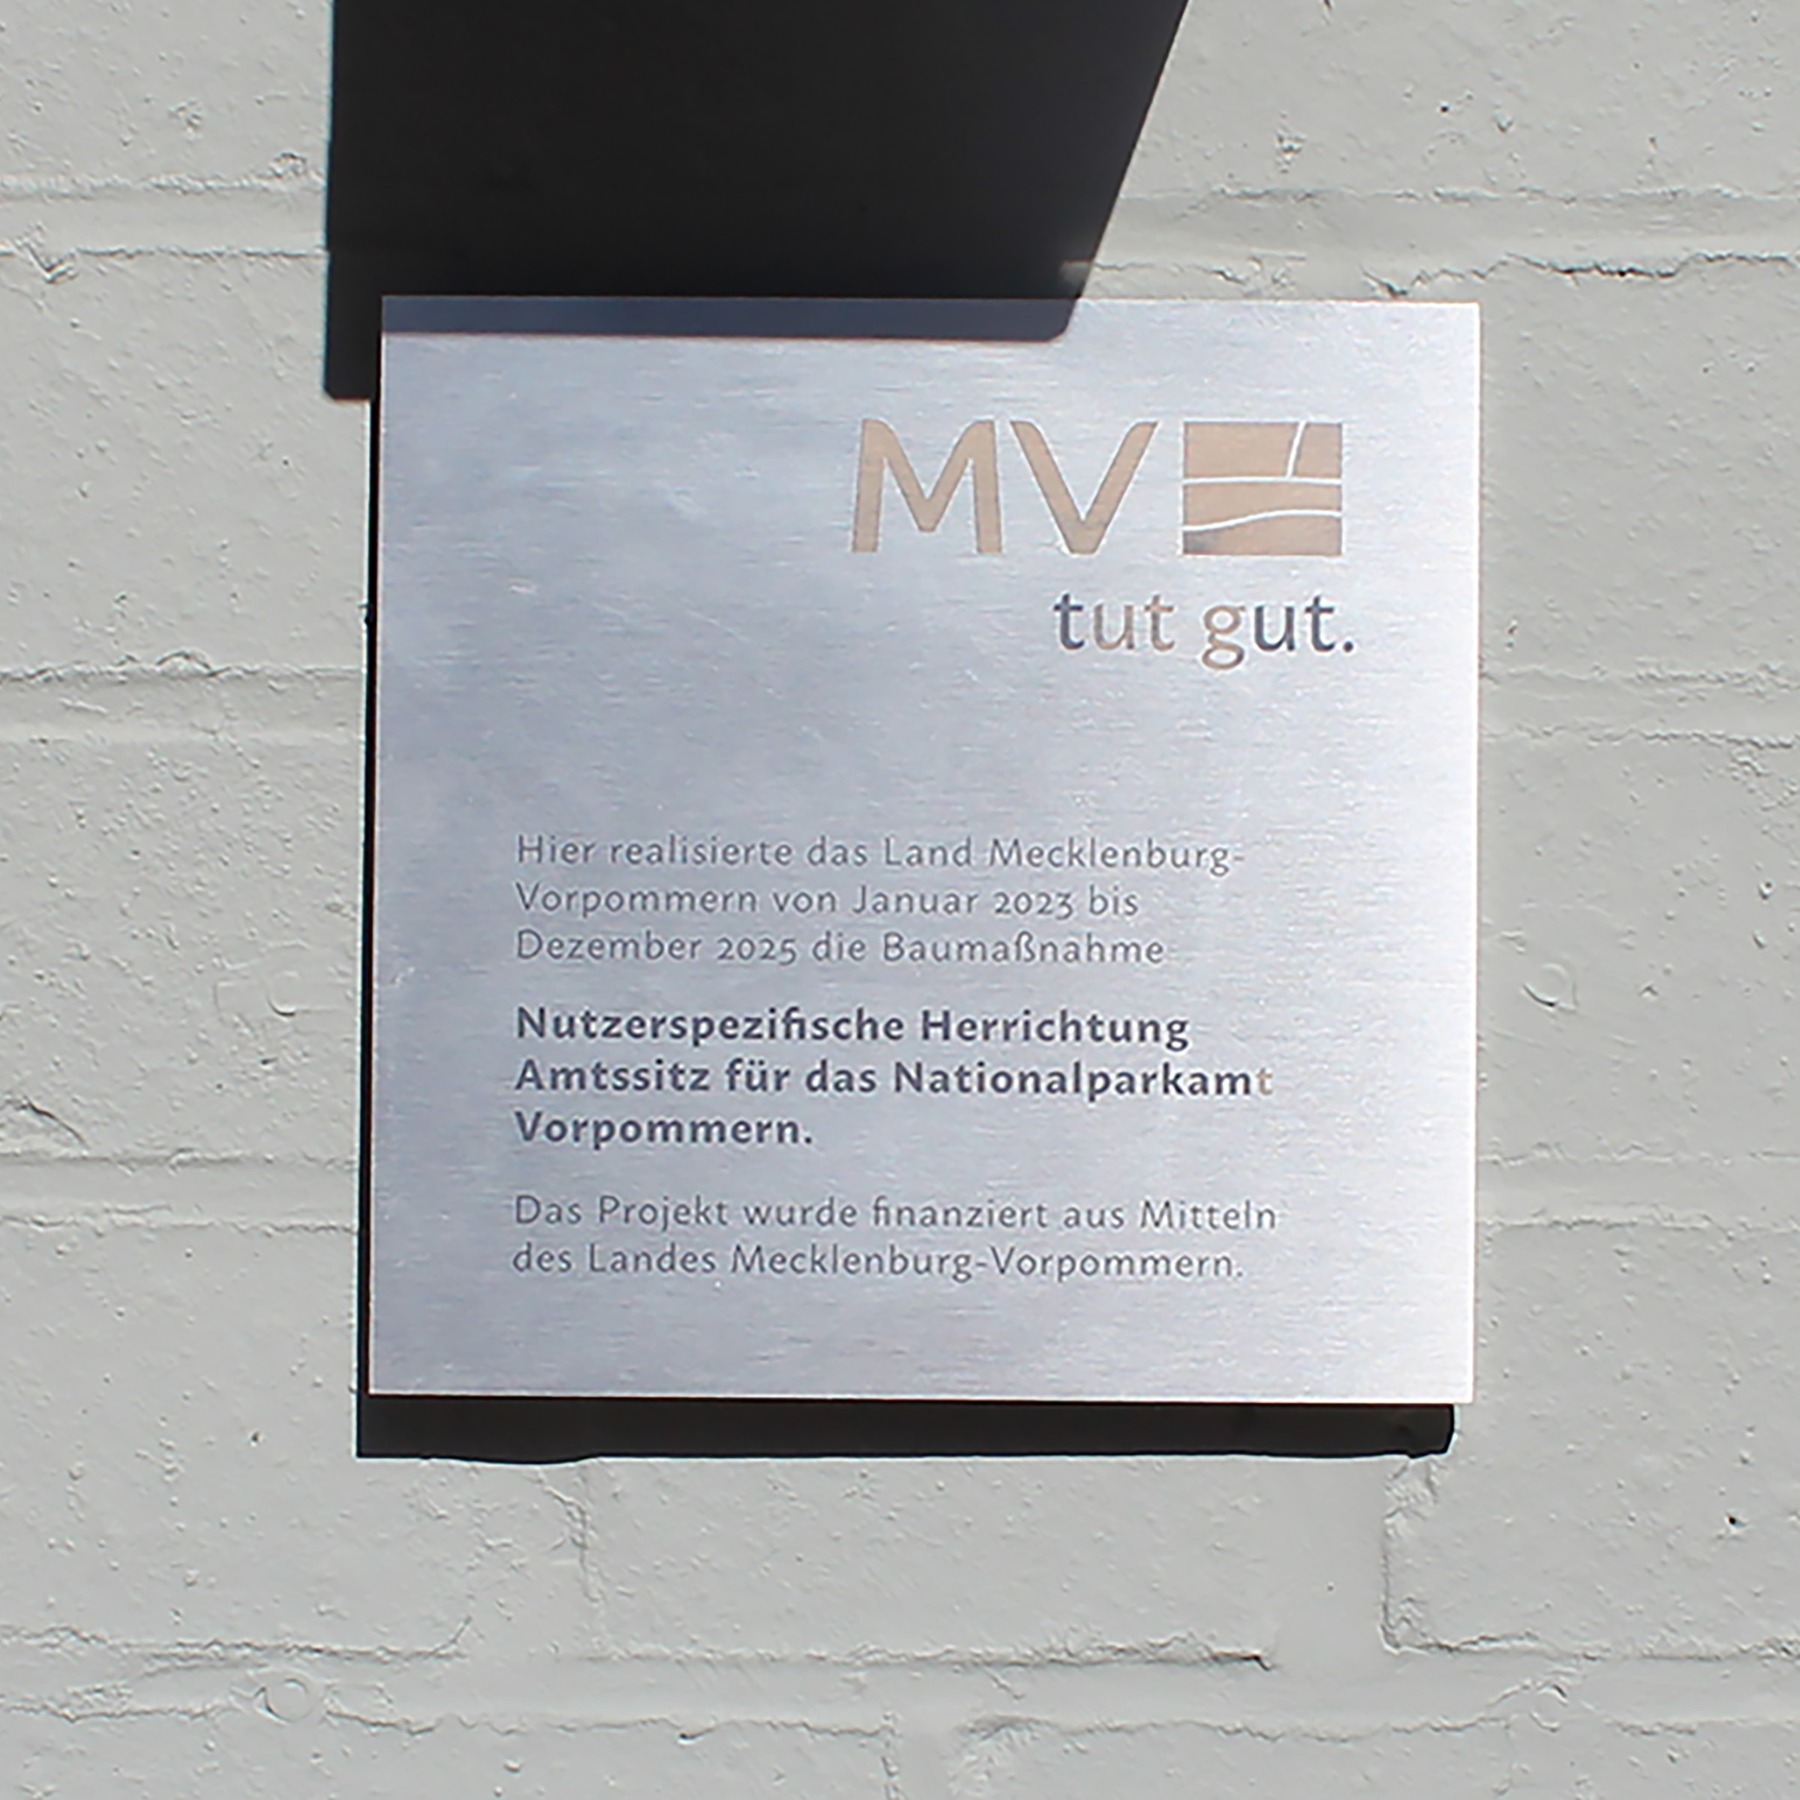 MV
tut gut.
Hier realisierte das Land Mecklenburg-
Vorpommern von Januar 2023 bis
Dezember 2025 die Baumaßnahme
Nutzerspezifische Herrichtung
Amtssitz für das Nationalparkamt
Vorpommern.
Das Projekt wurde finanziert aus Mitteln
des Landes Mecklenburg-Vorpommern.